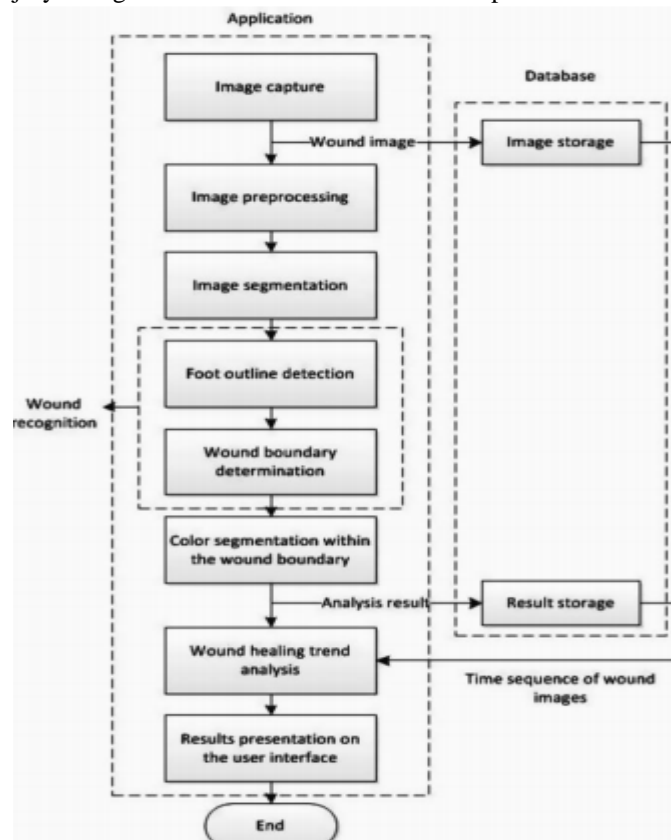 Application
Image capture
Database
Wound image
Image storage
Image preprocessing
Image segmentation
Foot outline detection
Wound
recognition
Wound boundary
determination
Color segmentation within
the wound boundary
Analysis result
Result storage
Wound healing trend
analysis
Time sequence of wound
images
Results presentation on
the user interface
End